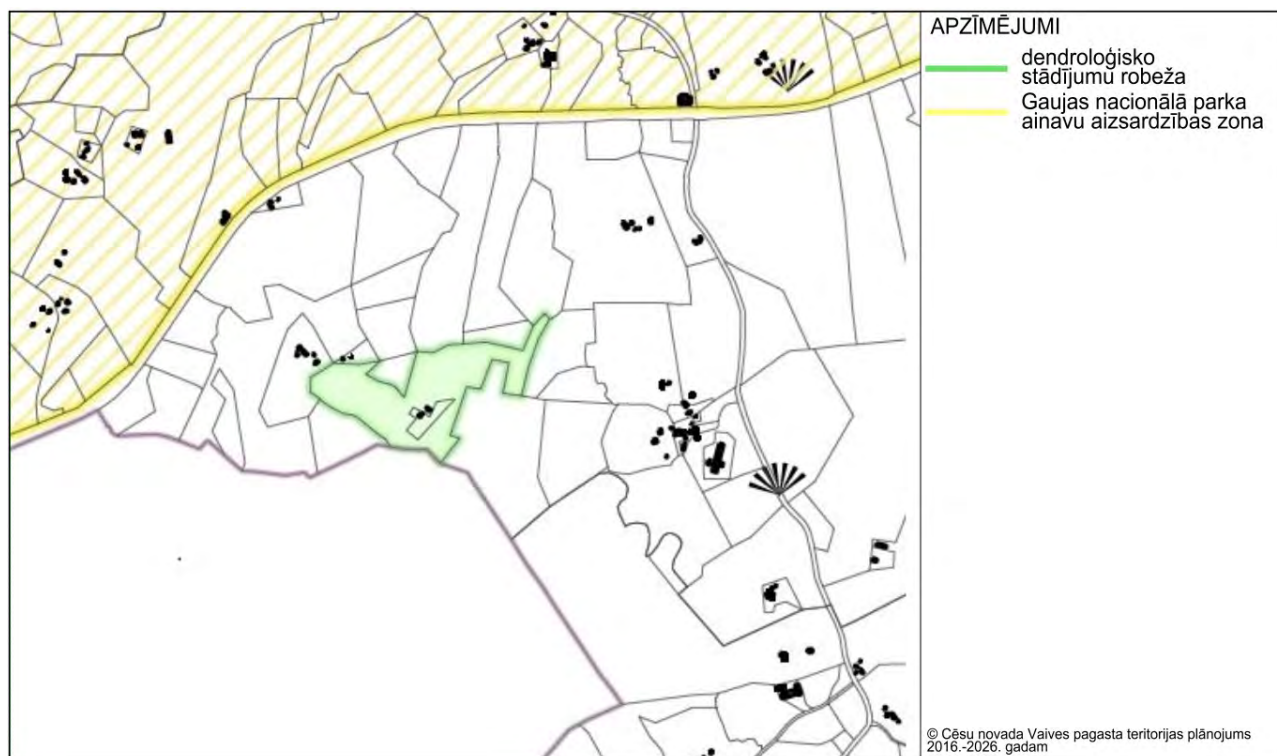 APZĪMĒJUMI
dendroloģisko
stādījumu robeža
Gaujas nacionālā parka
ainavu aizsardzības zona
© Cēsu novada Vaives pagasta teritorijas plānojums
2016.-2026. gadam